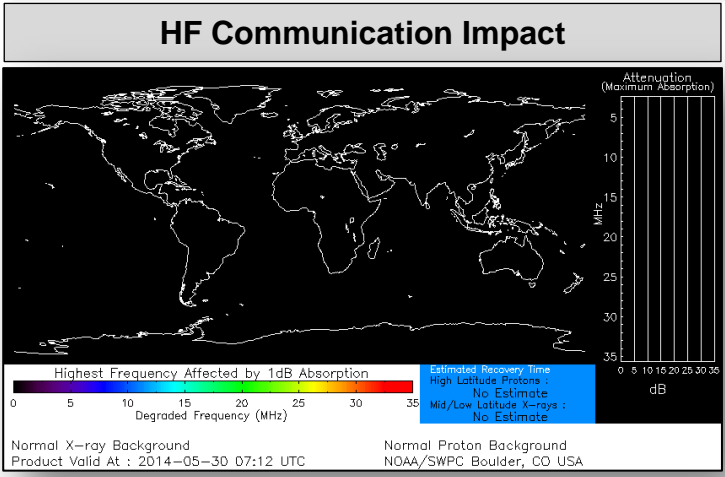 HF Communication Impact
Attenuation
(Maximum Absorption)
5
10
15
20
25
30
35
MHz
0 5 10 15 20 25 30 35
dB
Highest Frequency Affected by 1dB Absorption
0 5 10 15 20 25 30 35
Degraded Frequency (MHz)
Estimated Recovery Time
High Latitude Protons :
No Estimate
Mid/Low Latitude X-rays :
No Estimate
Normal X-ray Background
Product Valid At : 2014-05-30 07:12 UTC
Normal Proton Background
NOAA/SWPC Boulder, CO USA